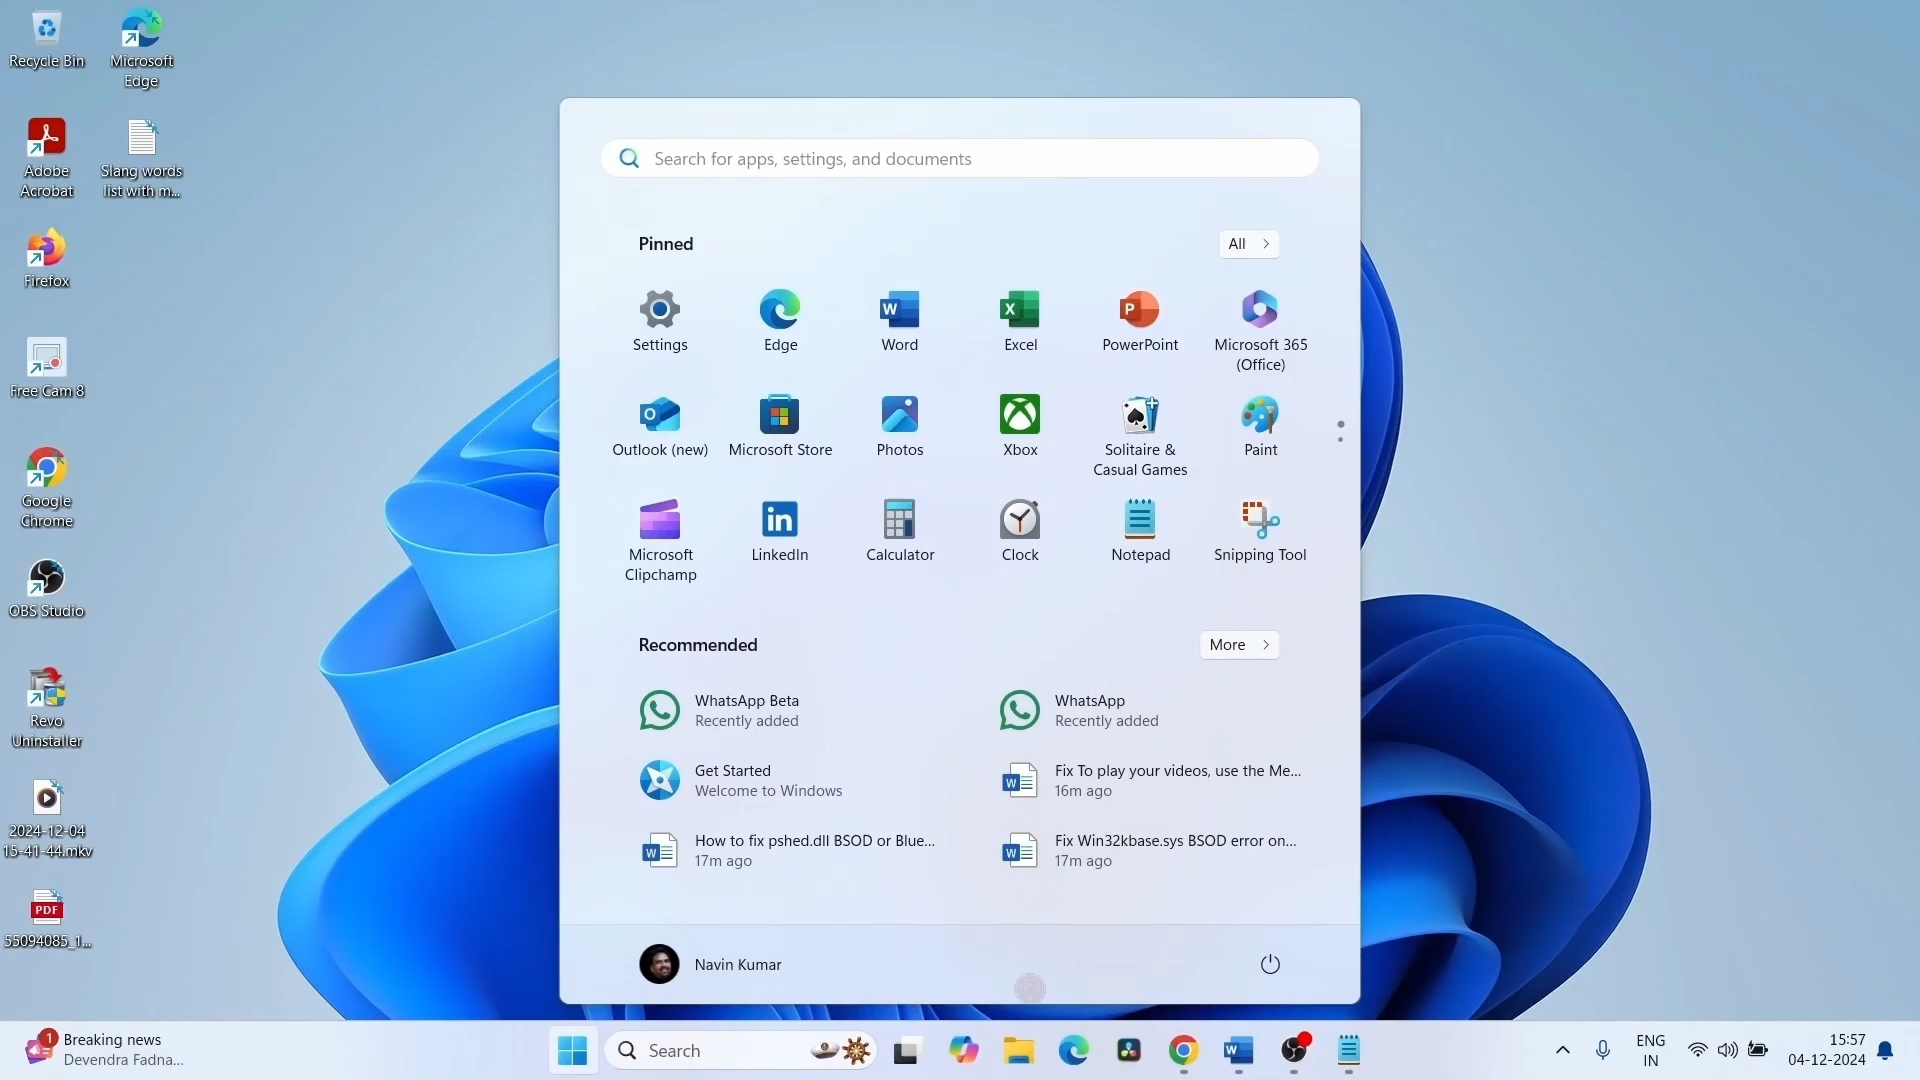 Recycle Bin
Microsoft
Edge
Adobe
Acrobat
Slang words
list with m...
Firefox
Free Cam 8
Google
Chrome
OBS Studio
Revo
Uninstaller
2024-12-04
15-41-44.mkv
PDF
55094085_1...
Search for apps, settings, and documents
Pinned
All
Settings
Edge
Word
Excel
PowerPoint
Microsoft 365
(Office)
Outlook (new)
Microsoft Store
Photos
Xbox
Solitaire &
Casual Games
Paint
Microsoft
Clipchamp
LinkedIn
Calculator
Clock
Notepad
Snipping Tool
Recommended
More
WhatsApp Beta
Recently added
WhatsApp
Recently added
Get Started
Welcome to Windows
Fix To play your videos, use the Me...
16m ago
How to fix pshed.dll BSOD or Blue...
17m ago
Fix Win32kbase.sys BSOD error on...
17m ago
Navin Kumar
1
Breaking news
Devendra Fadna...
Search
ENG
IN
15:57
04-12-2024